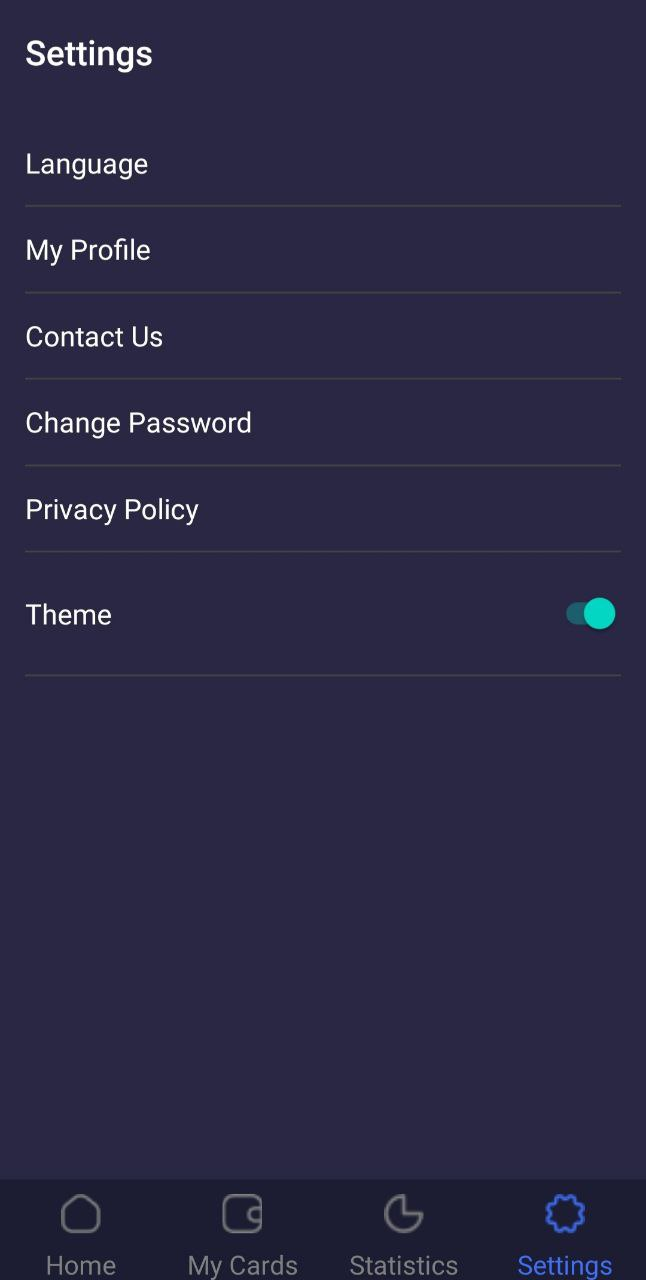 Settings
Language
My Profile
Contact Us
Change Password
Privacy Policy
Theme
Home My Cards Statistics Settings